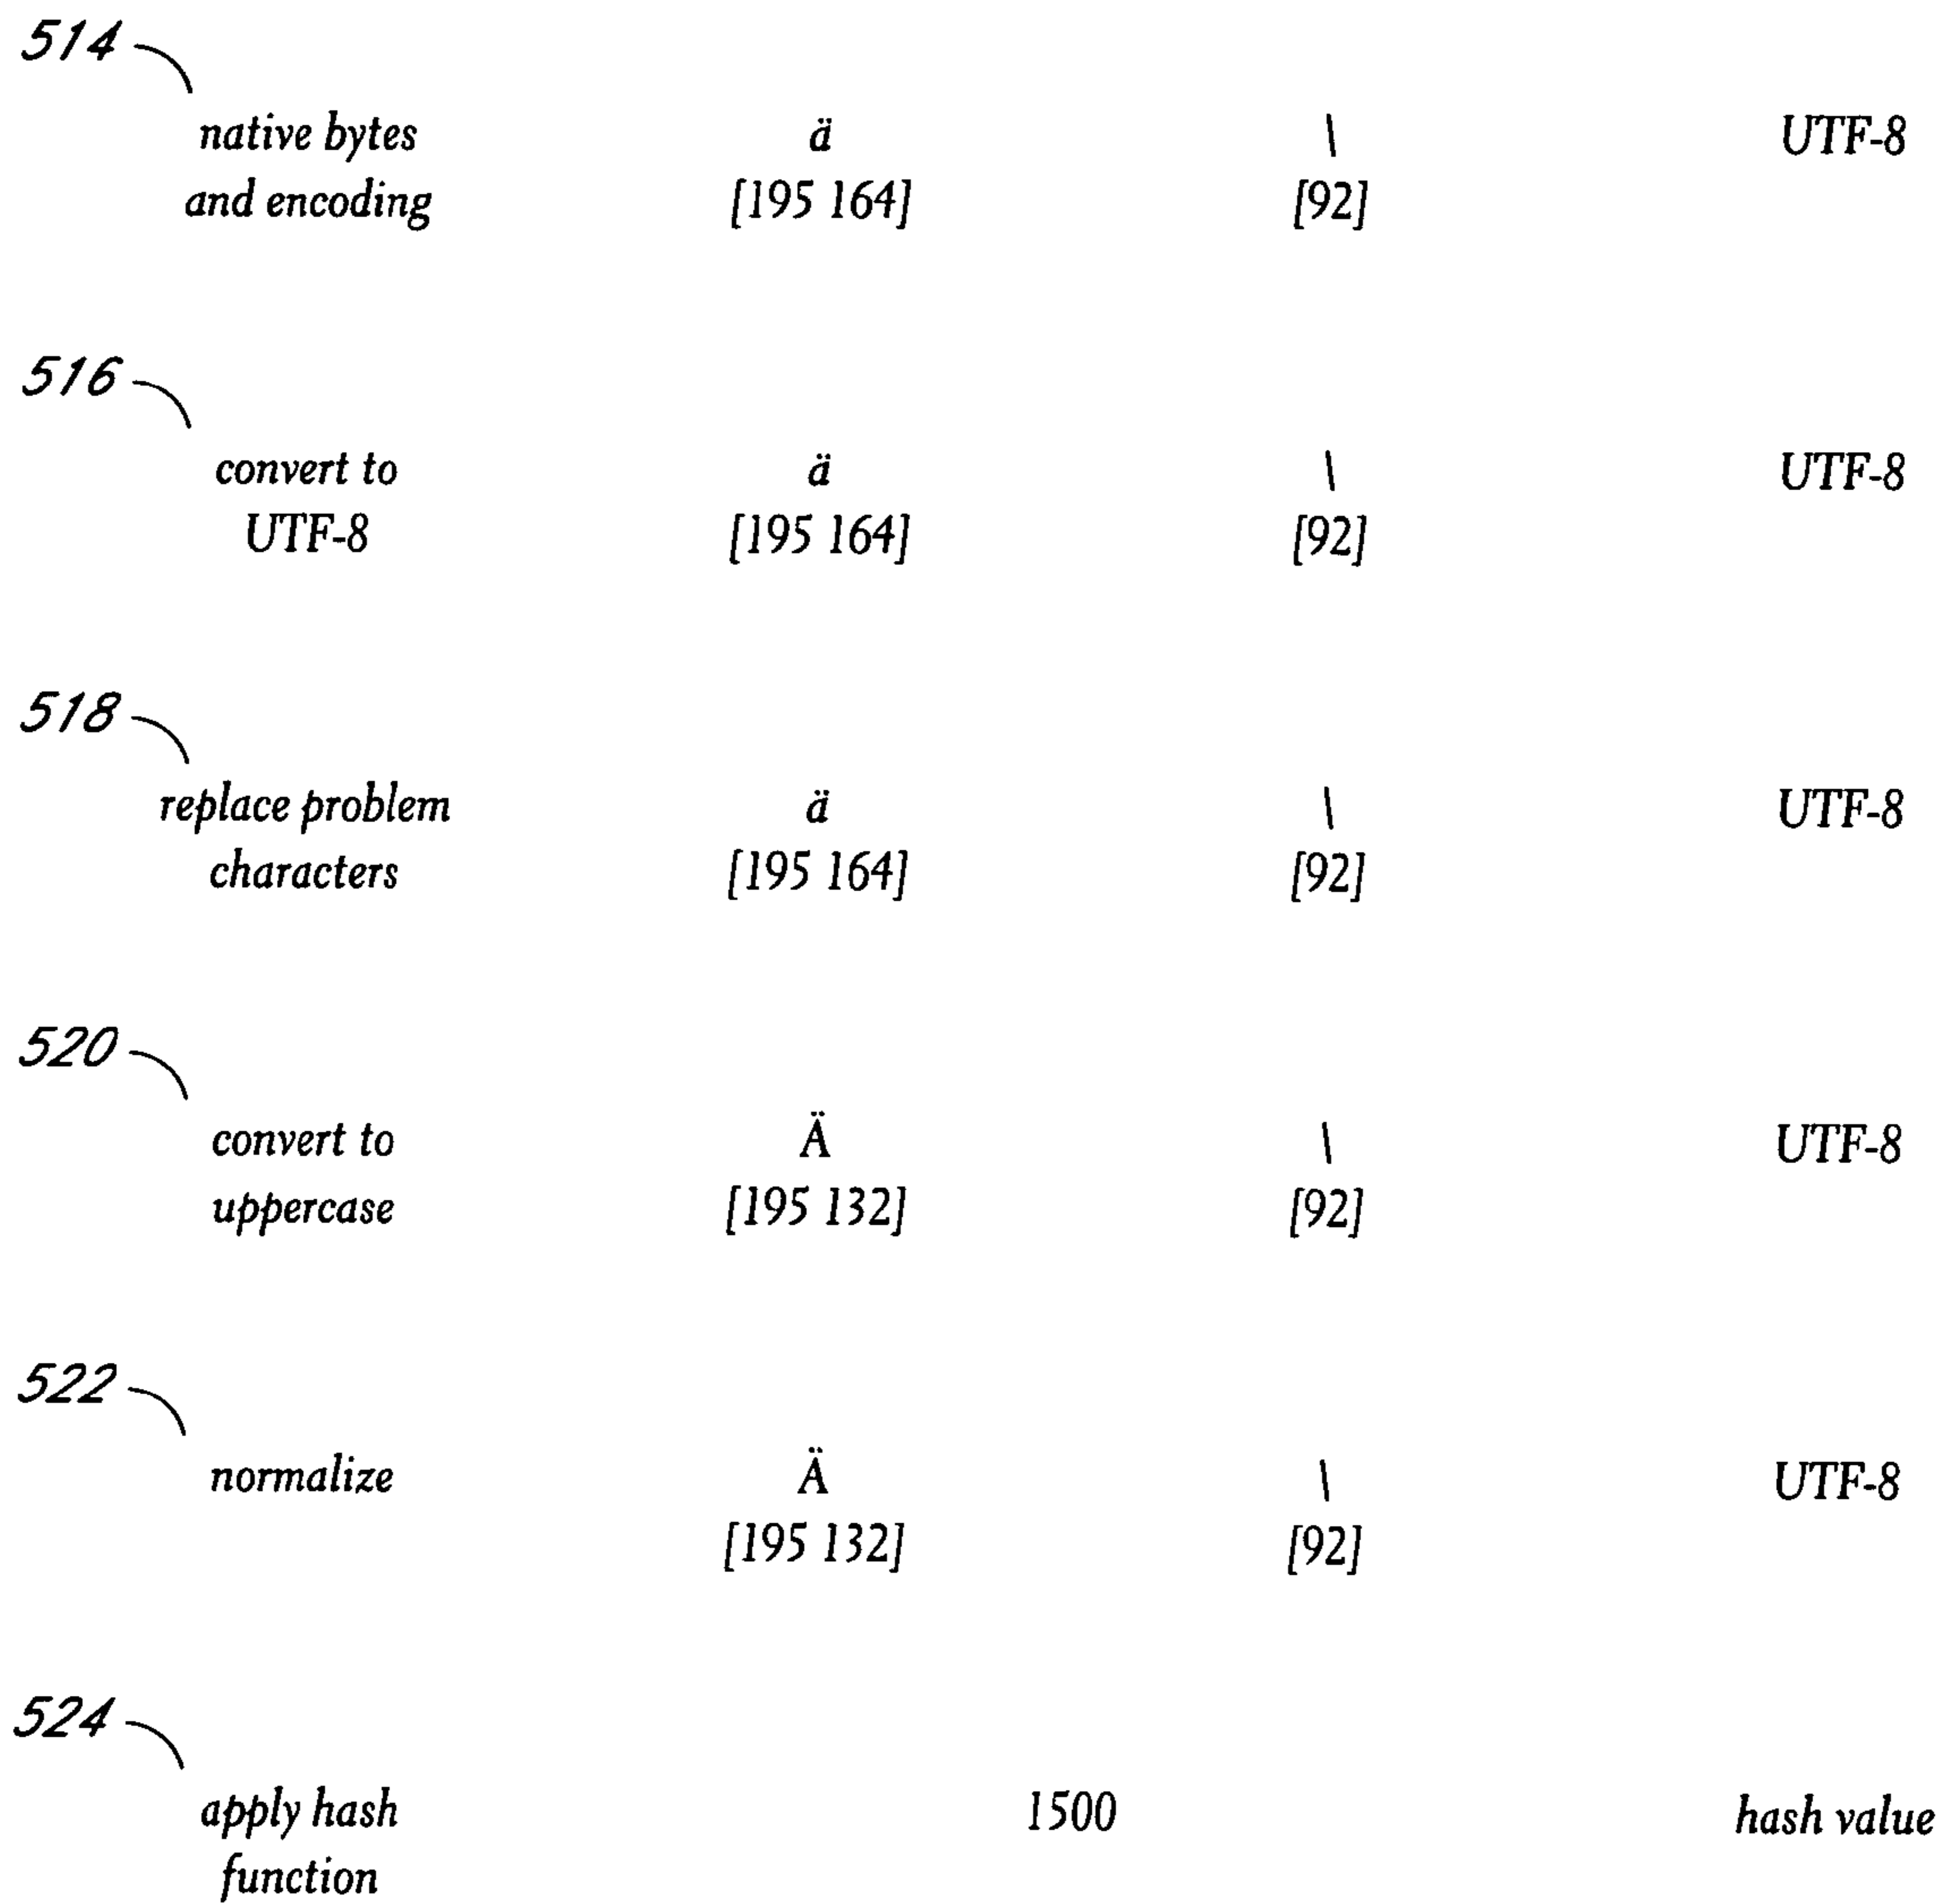 514
native bytes ä \ UTF-8
and encoding [195 164] [92]
516
convert to ä \ UTF-8
UTF-8 [195 164] [92]
518
replace problem ä \ UTF-8
characters [195 164] [92]
520
convert to Ä \ UTF-8
uppercase [195 132] [92]
522
normalize Ä \ UTF-8
[195 132] [92]
524
apply hash 1500 hash value
function